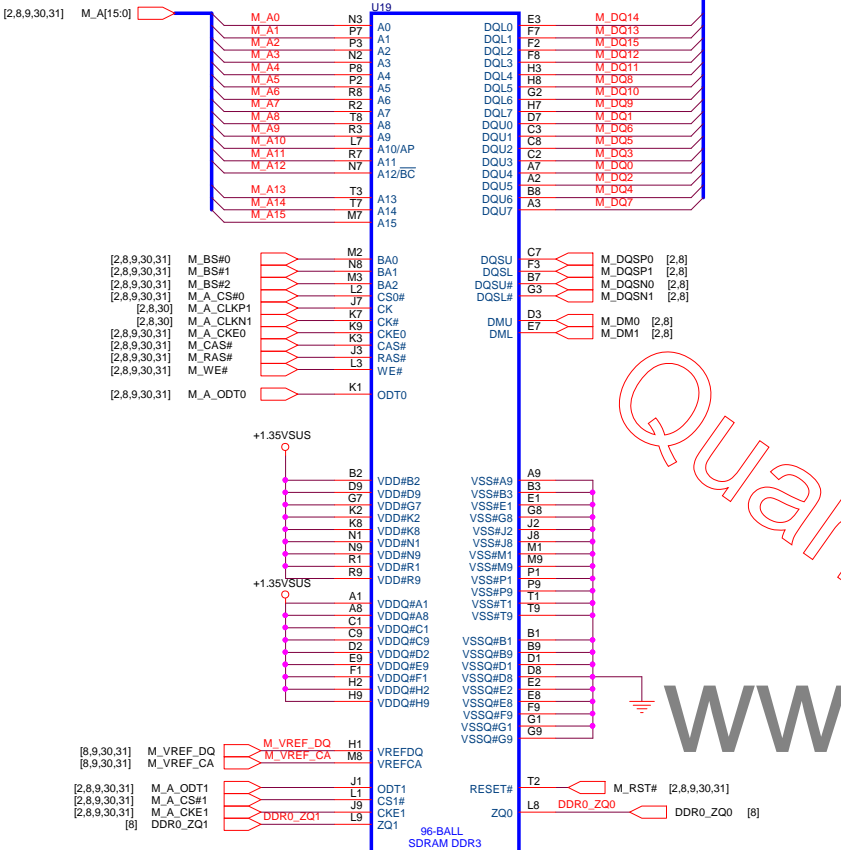 U19
[2,8,9,30,31] M_A[15:0]
M_A0 N3 A0 DQL0 E3 M_DQ14
M_A1 P7 A1 DQL1 F7 M_DQ13
M_A2 P3 A2 DQL2 F2 M_DQ15
M_A3 N2 A3 DQL3 F8 M_DQ12
M_A4 P8 A4 DQL4 H3 M_DQ11
M_A5 P2 A5 DQL5 H8 M_DQ8
M_A6 R8 A6 DQL6 G2 M_DQ10
M_A7 R2 A7 DQL7 H7 M_DQ9
M_A8 T8 A8 DQU0 D7 M_DQ1
M_A9 R3 A9 DQU1 C3 M_DQ6
M_A10 L7 A10/AP DQU2 C8 M_DQ5
M_A11 R7 A11 DQU3 C2 M_DQ3
M_A12 N7 A12/BC DQU4 A7 M_DQ0
DQU5 A2 M_DQ2
M_A13 T3 A13 DQU6 B8 M_DQ4
M_A14 T7 A14 DQU7 A3 M_DQ7
M_A15 M7 A15
[2,8,9,30,31] M_BS#0 M2 BA0 DQSU C7 M_DQSP0 [2,8]
[2,8,9,30,31] M_BS#1 N8 BA1 DQSL F3 M_DQSP1 [2,8]
[2,8,9,30,31] M_BS#2 M3 BA2 DQSU# B7 M_DQSN0 [2,8]
[2,8,9,30,31] M_A_CS#0 L2 CS0# DQSL# G3 M_DQSN1 [2,8]
[2,8,30] M_A_CLKP1 J7 CK
[2,8,30] M_A_CLKN1 K7 CK# DMU D3 M_DM0 [2,8]
[2,8,9,30,31] M_A_CKE0 K9 CKE0 DML E7 M_DM1 [2,8]
[2,8,9,30,31] M_CAS# K3 CAS#
[2,8,9,30,31] M_RAS# J3 RAS#
[2,8,9,30,31] M_WE# L3 WE#
[2,8,9,30,31] M_A_ODT0 K1 ODT0
+1.35VSUS
B2 VDD#B2 VSS#A9 A9
D9 VDD#D9 VSS#B3 B3
G7 VDD#G7 VSS#E1 E1
K2 VDD#K2 VSS#G8 G8
K8 VDD#K8 VSS#J2 J2
N1 VDD#N1 VSS#J8 J8
N9 VDD#N9 VSS#M1 M1
R1 VDD#R1 VSS#M9 M9
R9 VDD#R9 VSS#P1 P1
+1.35VSUS VSS#P9 P9
A1 VDDQ#A1 VSS#T1 T1
A8 VDDQ#A8 VSS#T9 T9
C1 VDDQ#C1
C9 VDDQ#C9 VSSQ#B1 B1
D2 VDDQ#D2 VSSQ#B9 B9
E9 VDDQ#E9 VSSQ#D1 D1
F1 VDDQ#F1 VSSQ#D8 D8
H2 VDDQ#H2 VSSQ#E2 E2
H9 VDDQ#H9 VSSQ#E8 E8
VSSQ#F9 F9
VSSQ#G1 G1
VSSQ#G9 G9
[8,9,30,31] M_VREF_DQ M_VREF_DQ H1 VREFDQ
[8,9,30,31] M_VREF_CA M_VREF_CA M8 VREFCA
[2,8,9,30,31] M_A_ODT1 J1 ODT1 RESET# T2 M_RST# [2,8,9,30,31]
[2,8,9,30,31] M_A_CS#1 L1 CS1#
[2,8,9,30,31] M_A_CKE1 J9 CKE1 ZQ0 L8 DDR0_ZQ0 DDR0_ZQ0 [8]
[8] DDR0_ZQ1 DDR0_ZQ1 L9 ZQ1
96-BALL
SDRAM DDR3